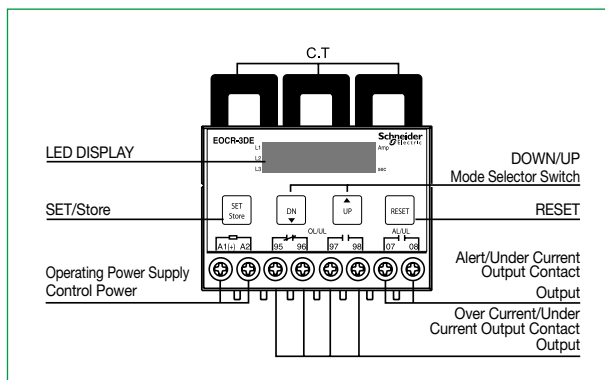 C.T
EOCR-3DE
Schneider
Electric
L1
Amp
LED DISPLAY
L2
L3
sec
DOWN/UP
Mode Selector Switch
SET/Store
SET
Store
DN
UP
RESET
RESET
OL/UL
AL/UL
A1(+) A2 95 96 97 98 07 08
Operating Power Supply
Control Power
Alert/Under Current
Output Contact
Output
Over Current/Under
Current Output Contact
Output